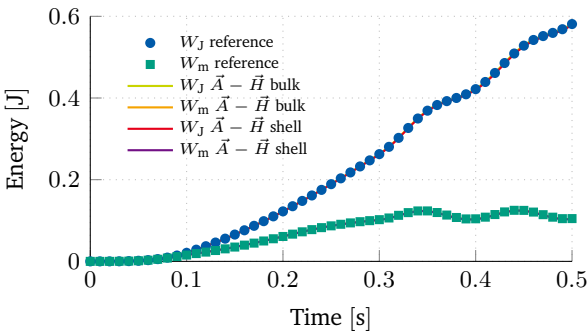 0.6
0.4
0.2
0
Energy [J]
W_J reference
W_m reference
W_J A⃗ − H⃗ bulk
W_m A⃗ − H⃗ bulk
W_J A⃗ − H⃗ shell
W_m A⃗ − H⃗ shell
0 0.1 0.2 0.3 0.4 0.5
Time [s]